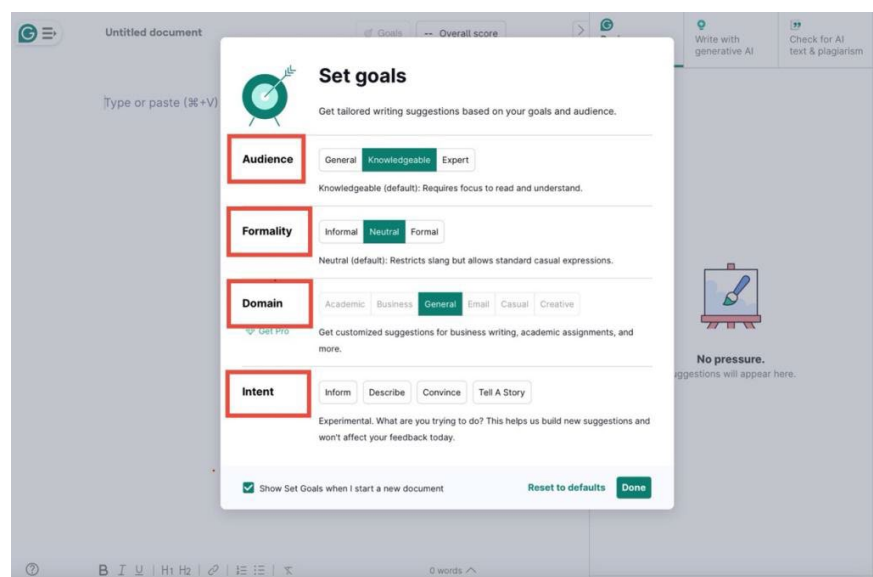 Untitled document
Goals
-- Overall score
Write with
generative AI
Check for AI
text & plagiarism
Type or paste (⌘+V)
Set goals
Get tailored writing suggestions based on your goals and audience.
Audience
General Knowledgeable Expert
Knowledgeable (default): Requires focus to read and understand.
Formality
Informal Neutral Formal
Neutral (default): Restricts slang but allows standard casual expressions.
Domain
Academic Business General Email Casual Creative
Get Pro
Get customized suggestions for business writing, academic assignments, and
more.
Intent
Inform Describe Convince Tell A Story
Experimental. What are you trying to do? This helps us build new suggestions and
won't affect your feedback today.
No pressure.
will appear here.
Show Set Goals when I start a new document
Reset to defaults Done
B I U H1 H2
0 words